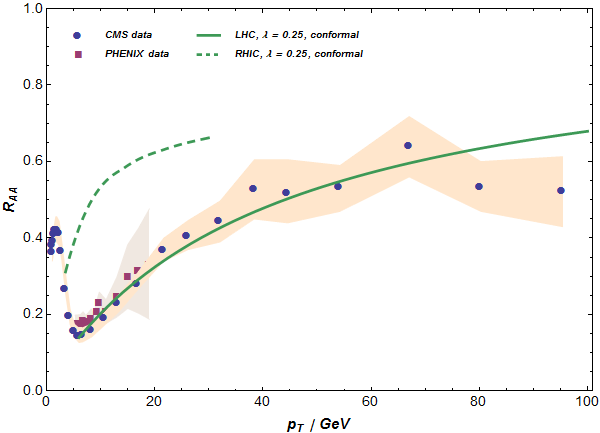 1.0
0.8
0.6
0.4
0.2
0.0
R_AA
CMS data
PHENIX data
LHC, λ = 0.25, conformal
RHIC, λ = 0.25, conformal
0 20 40 60 80 100
p_T / GeV